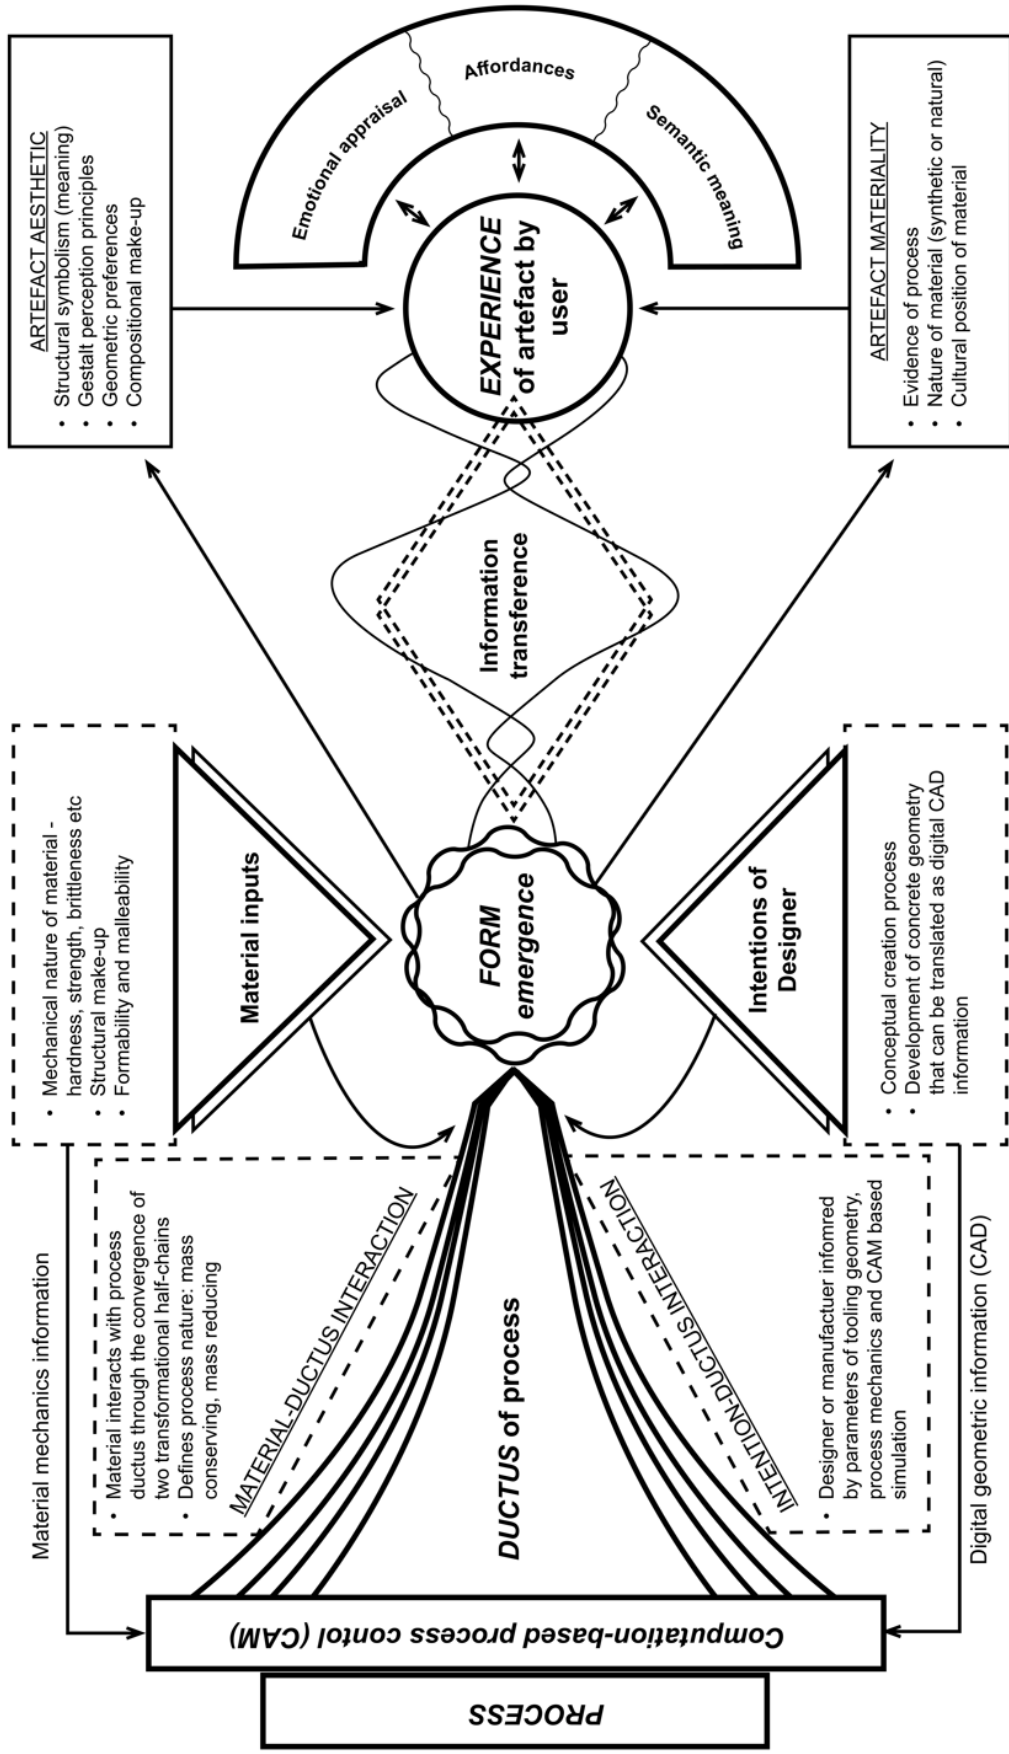 PROCESS
Computation-based process contol (CAM)
Material mechanics information
• Material interacts with process
ductus through the convergence of
two transformational half-chains
• Defines process nature: mass
conserving, mass reducing
MATERIAL-DUCTUS INTERACTION
DUCTUS of process
INTENTION-DUCTUS INTERACTION
• Designer or manufactuer infomred
by parameters of tooling geometry,
process mechanics and CAM based
simulation
Digital geometric information (CAD)
• Mechanical nature of material -
hardness, strength, brittleness etc
• Structural make-up
• Formability and malleability
Material inputs
FORM
emergence
Intentions of
Designer
• Conceptual creation process
• Development of concrete geometry
that can be translated as digital CAD
information
Information
transference
ARTEFACT AESTHETIC
• Structural symbolism (meaning)
• Gestalt perception principles
• Geometric preferences
• Compositional make-up
EXPERIENCE
of artefact by
user
Emotional appraisal
Affordances
Semantic meaning
ARTEFACT MATERIALITY
• Evidence of process
• Nature of material (synthetic or natural)
• Cultural position of material